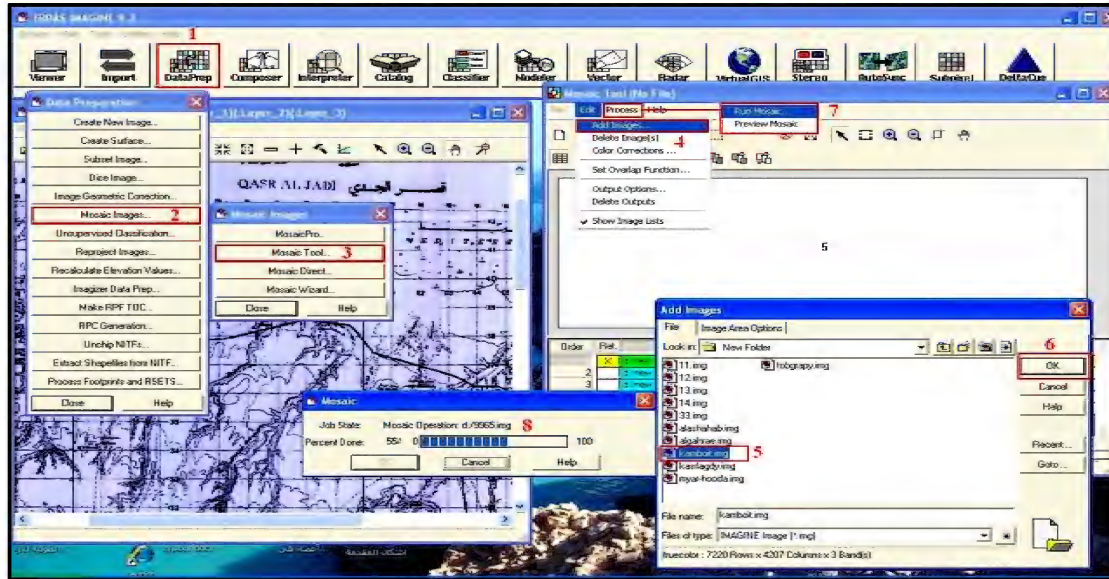 ERDAS IMAGINE 9.2
1
Viewer
Import
DataPrep
Composer
Interpreter
Catalog
Classifier
Modeler
Vector
Radar
VirtualGIS
Stereo
AutoSync
Subpixel
DeltaCue
Data Preparation
Create New Image...
Create Surface...
Subset Image...
Dice Image...
Image Geometric Correction...
Mosaic Images... 2
Unsupervised Classification...
Reproject Images...
Recalculate Elevation Values...
Imagizer Data Prep...
Make RPF TOC...
RPC Generation...
Unchip NITFs...
Extract Shapefiles from NITF...
Process Footprints and RSETS...
Close Help
QASR AL JADI قصر الجدي
Mosaic Images
MosaicPro...
Mosaic Tool... 3
Mosaic Direct...
Mosaic Wizard...
Close Help
Mosaic Tool (No File)
Edit Process Help
Run Mosaic... 7
Preview Mosaic
Add Images... 4
Delete Image(s)
Color Corrections ...
Set Overlap Function...
Output Options...
Delete Outputs
Show Image Lists
5
Order Ref.
X
2
3
Add Images
File Image Area Options
Look in: New Folder
6
11.img
12.img
13.img
14.img
33.img
alashahab.img
algahrae.img
kamboit.img 5
kasrlagdy.img
myar-hooda.img
tobgrapy.img
OK
Cancel
Help
Recent...
Goto...
File name: kamboit.img
Files of type: IMAGINE Image (*.img)
truecolor : 7220 Rows x 4207 Columns x 3 Band(s)
Mosaic
Job State: Mosaic Operation: d:/9965.img 8
Percent Done: 55% 0 100
Cancel Help